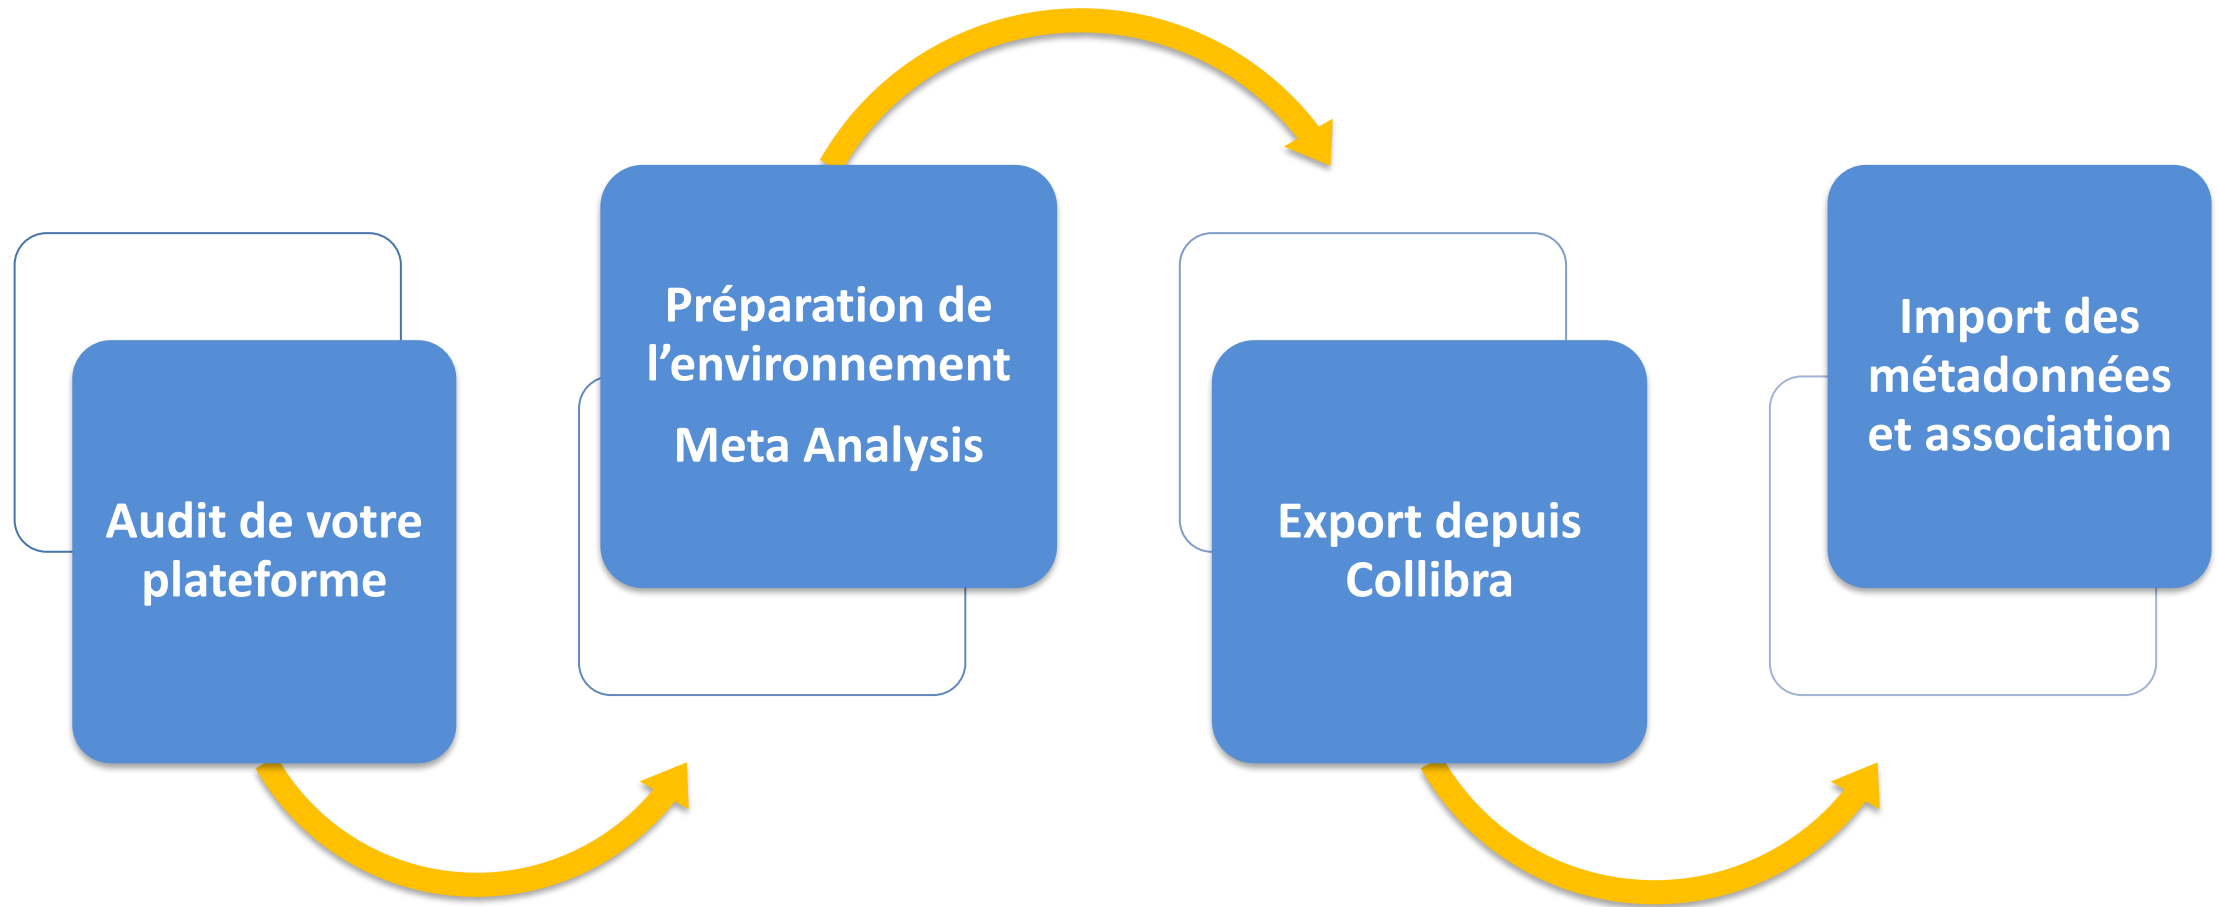 Audit de votre
plateforme
Préparation de
l’environnement
Meta Analysis
Export depuis
Collibra
Import des
métadonnées
et association